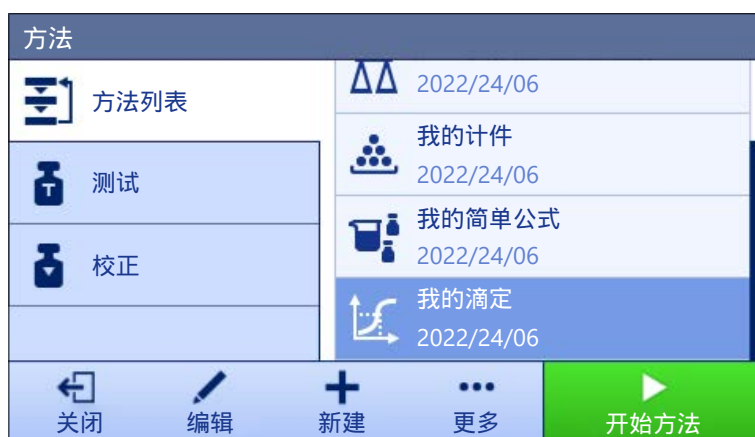 方法
方法列表
测试
校正
2022/24/06
我的计件
2022/24/06
我的简单公式
2022/24/06
我的滴定
2022/24/06
关闭
编辑
新建
更多
开始方法